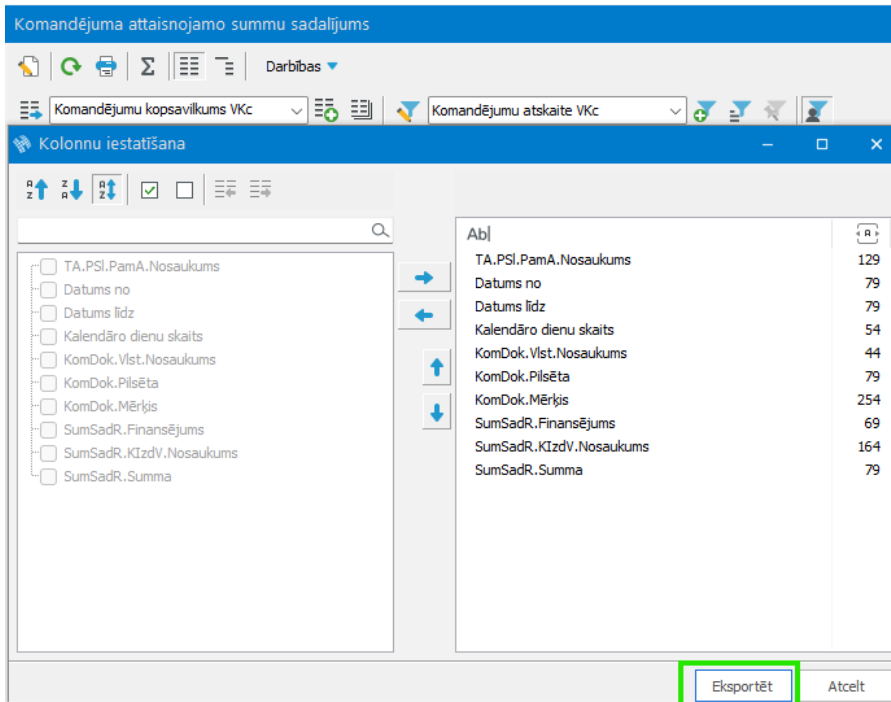 Komandējuma attaisnojamo summu sadalījums
Darbības
Komandējumu kopsavilkums VKc
Komandējumu atskaite VKc
Kolonnu iestatīšana
Ab
TA.PSl.PamA.Nosaukums
Datums no
Datums līdz
Kalendāro dienu skaits
KomDok.Vlst.Nosaukums
KomDok.Pilsēta
KomDok.Mērķis
SumSadR.Finansējums
SumSadR.KIzdV.Nosaukums
SumSadR.Summa
TA.PSl.PamA.Nosaukums 129
Datums no 79
Datums līdz 79
Kalendāro dienu skaits 54
KomDok.Vlst.Nosaukums 44
KomDok.Pilsēta 79
KomDok.Mērķis 254
SumSadR.Finansējums 69
SumSadR.KIzdV.Nosaukums 164
SumSadR.Summa 79
Eksportēt
Atcelt